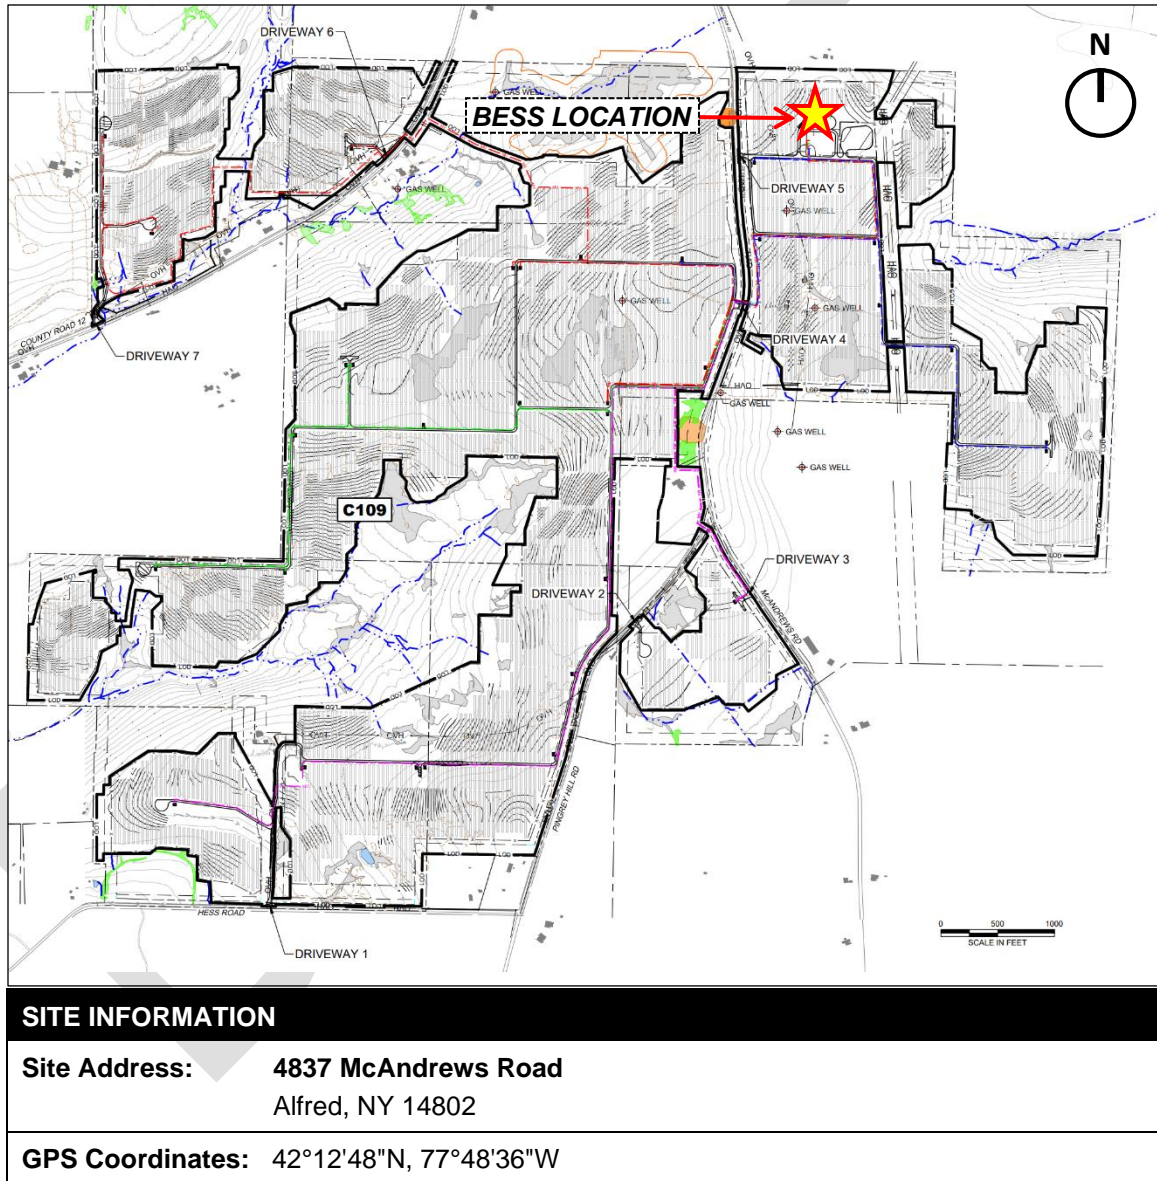 DRIVEWAY 6
N
GAS WELL
BESS LOCATION
DRIVEWAY 5
GAS WELL
GAS WELL
GAS WELL
GAS WELL
COUNTY ROAD 12
DRIVEWAY 7
DRIVEWAY 4
GAS WELL
GAS WELL
GAS WELL
C109
DRIVEWAY 3
DRIVEWAY 2
McANDREWS RD
PINGREY HILL RD
HESS ROAD
DRIVEWAY 1
0 500 1000
SCALE IN FEET
SITE INFORMATION
Site Address: 4837 McAndrews Road
Alfred, NY 14802
GPS Coordinates: 42°12'48"N, 77°48'36"W